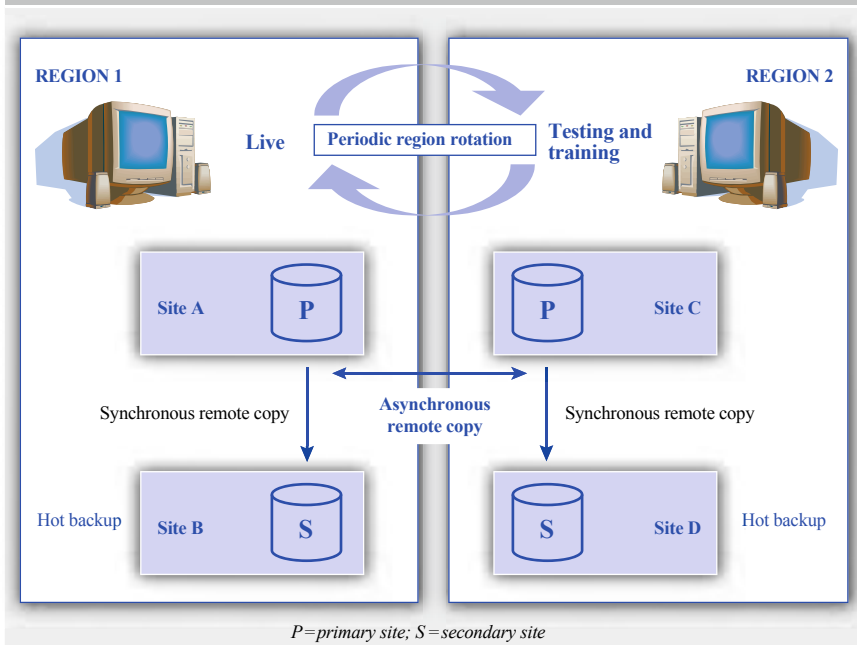 REGION 1
REGION 2
Live
Periodic region rotation
Testing and
training
Site A
P
P
Site C
Synchronous remote copy
Asynchronous
remote copy
Synchronous remote copy
Hot backup
Site B
S
S
Site D
Hot backup
P=primary site; S=secondary site